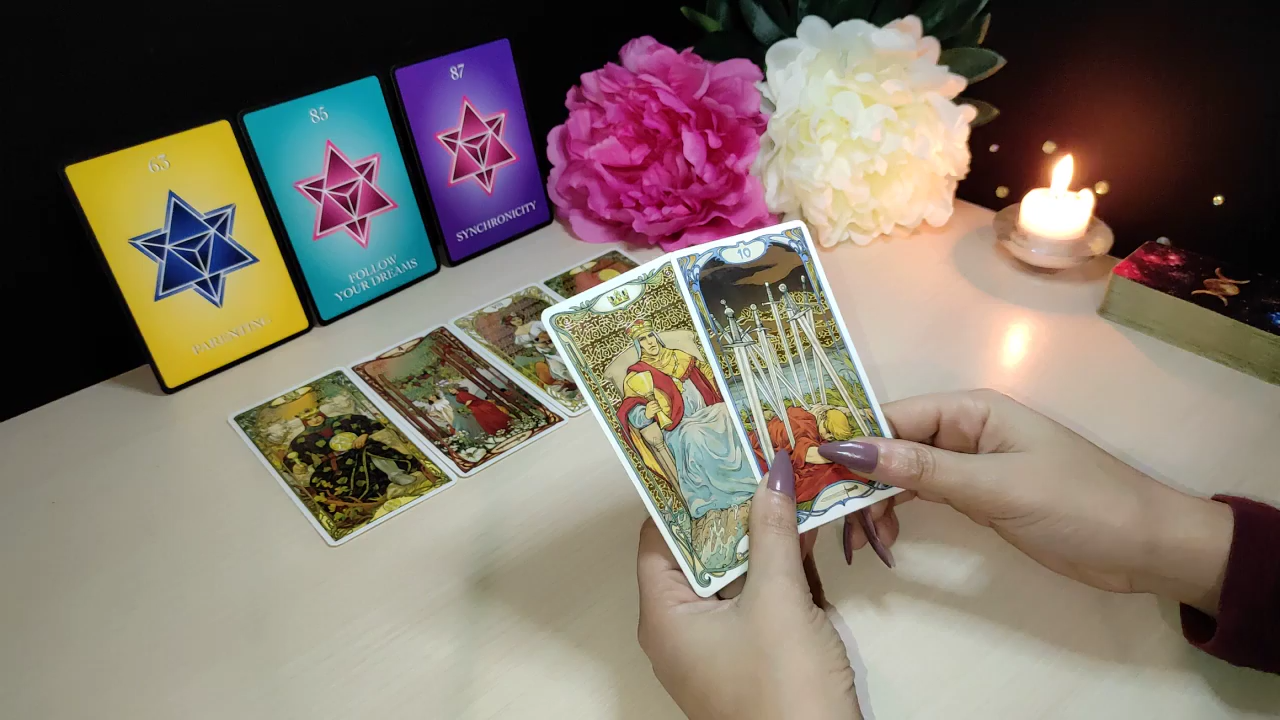 63
PARENTING
85
FOLLOW
YOUR DREAMS
87
SYNCHRONICITY
10